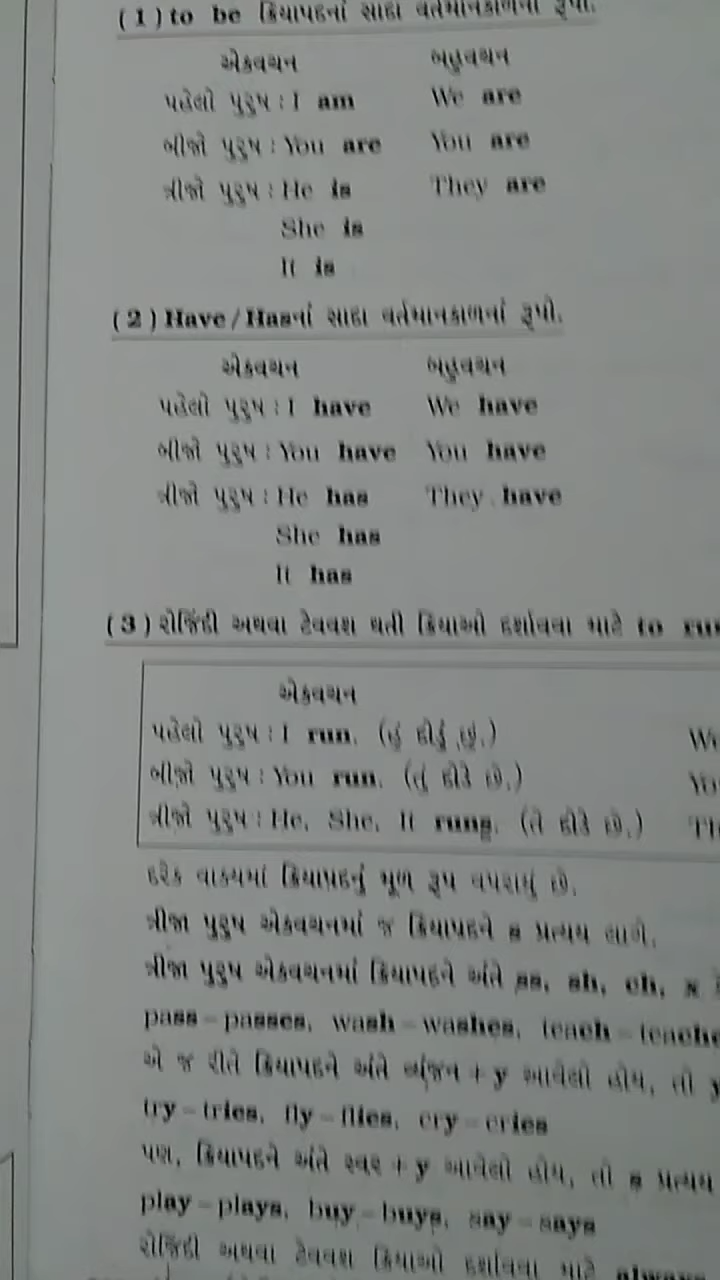 (1) to be ક્રિયાપદનાં સાદા વર્તમાનકાળનાં રૂપો.
એકવચન બહુવચન
પહેલો પુરુષ : I am We are
બીજો પુરુષ : You are You are
ત્રીજો પુરુષ : He is They are
She is
It is
(2) Have/Hasનાં સાદા વર્તમાનકાળનાં રૂપો.
એકવચન બહુવચન
પહેલો પુરુષ : I have We have
બીજો પુરુષ : You have You have
ત્રીજો પુરુષ : He has They have
She has
It has
(3) રોજિંદી અથવા ટેવવશ થતી ક્રિયાઓ દર્શાવવા માટે to
એકવચન
પહેલો પુરુષ : I run. (હું દોડું છું.)
બીજો પુરુષ : You run. (તું દોડે છે.)
ત્રીજો પુરુષ : He, She, It runs. (તે દોડે છે.)
દરેક વાક્યમાં ક્રિયાપદનું મૂળ રૂપ વપરાયું છે.
ત્રીજા પુરુષ એકવચનમાં જ ક્રિયાપદને s પ્રત્યય લાગે.
ત્રીજા પુરુષ એકવચનમાં ક્રિયાપદને અંતે ss, sh, ch, x
pass – passes, wash – washes, teach –
એ જ રીતે ક્રિયાપદને અંતે વ્યંજન + y આવેલો હોય, તો y
try – tries, fly – flies, cry – cries
પણ, ક્રિયાપદને અંતે સ્વર + y આવેલો હોય, તો s પ્રત્યય
play – plays, buy – buys, say – says
રોજિંદી અથવા ટેવવશ ક્રિયાઓ દર્શાવવા માટે